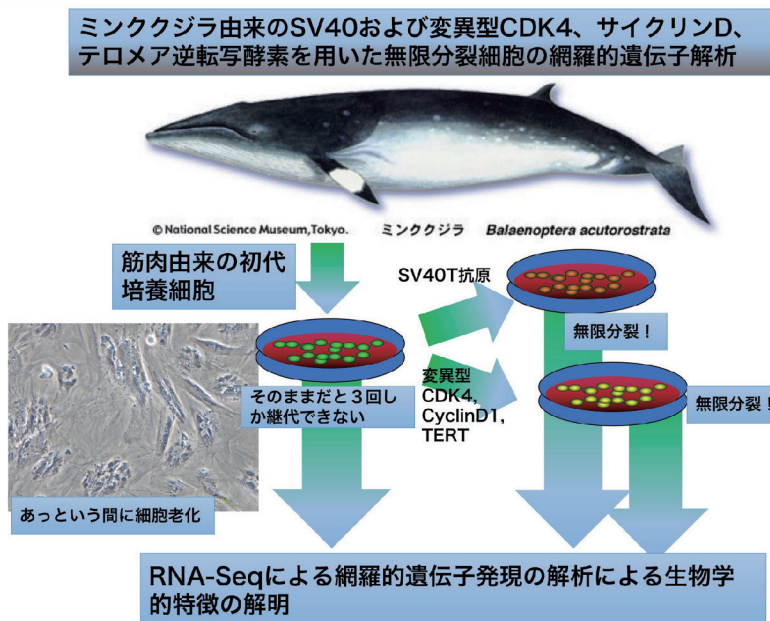 ミンククジラ由来のSV40および変異型CDK4、サイクリンD、
テロメア逆転写酵素を用いた無限分裂細胞の網羅的遺伝子解析
© National Science Museum,Tokyo.
ミンククジラ Balaenoptera acutorostrata
筋肉由来の初代
培養細胞
SV40T抗原
無限分裂！
そのままだと３回し
か継代できない
変異型
CDK4,
CyclinD1,
TERT
無限分裂！
あっという間に細胞老化
RNA-Seqによる網羅的遺伝子発現の解析による生物学
的特徴の解明